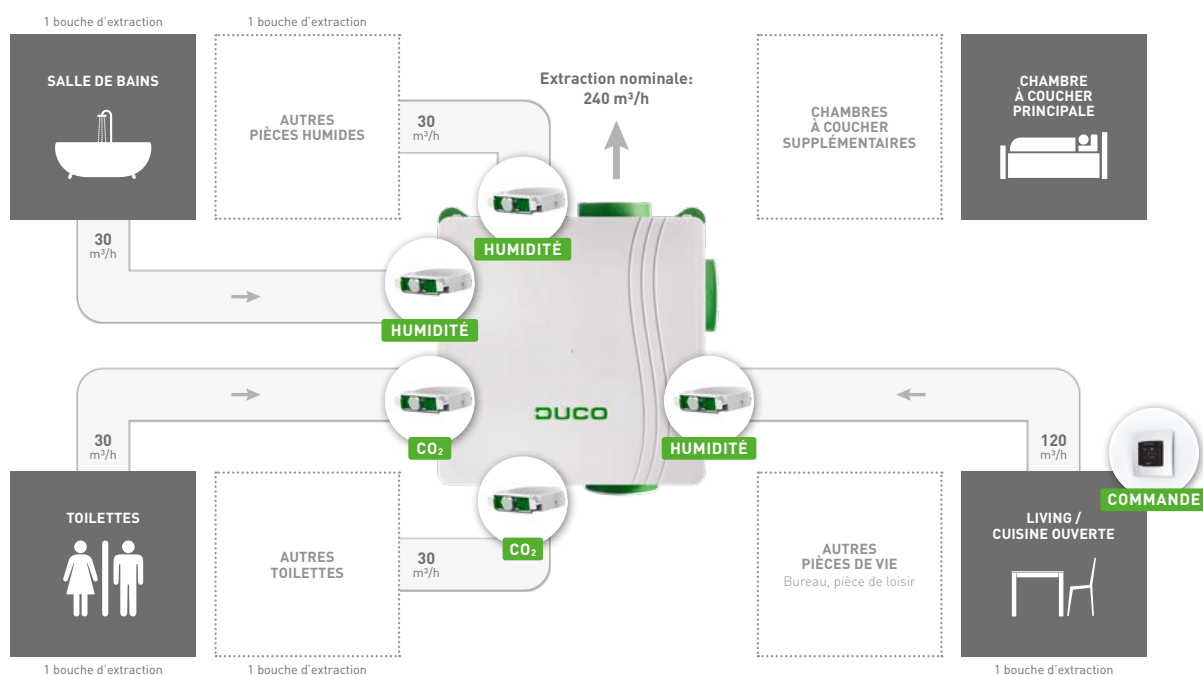 1 bouche d'extraction
1 bouche d'extraction
SALLE DE BAINS
AUTRES
PIÈCES HUMIDES
30
m³/h
Extraction nominale:
240 m³/h
CHAMBRES
À COUCHER
SUPPLÉMENTAIRES
CHAMBRE
À COUCHER
PRINCIPALE
HUMIDITÉ
30
m³/h
HUMIDITÉ
DUCO
CO₂
HUMIDITÉ
30
m³/h
120
m³/h
COMMANDE
TOILETTES
AUTRES
TOILETTES
30
m³/h
CO₂
AUTRES
PIÈCES DE VIE
Bureau, pièce de loisir
LIVING /
CUISINE OUVERTE
1 bouche d'extraction
1 bouche d'extraction
1 bouche d'extraction